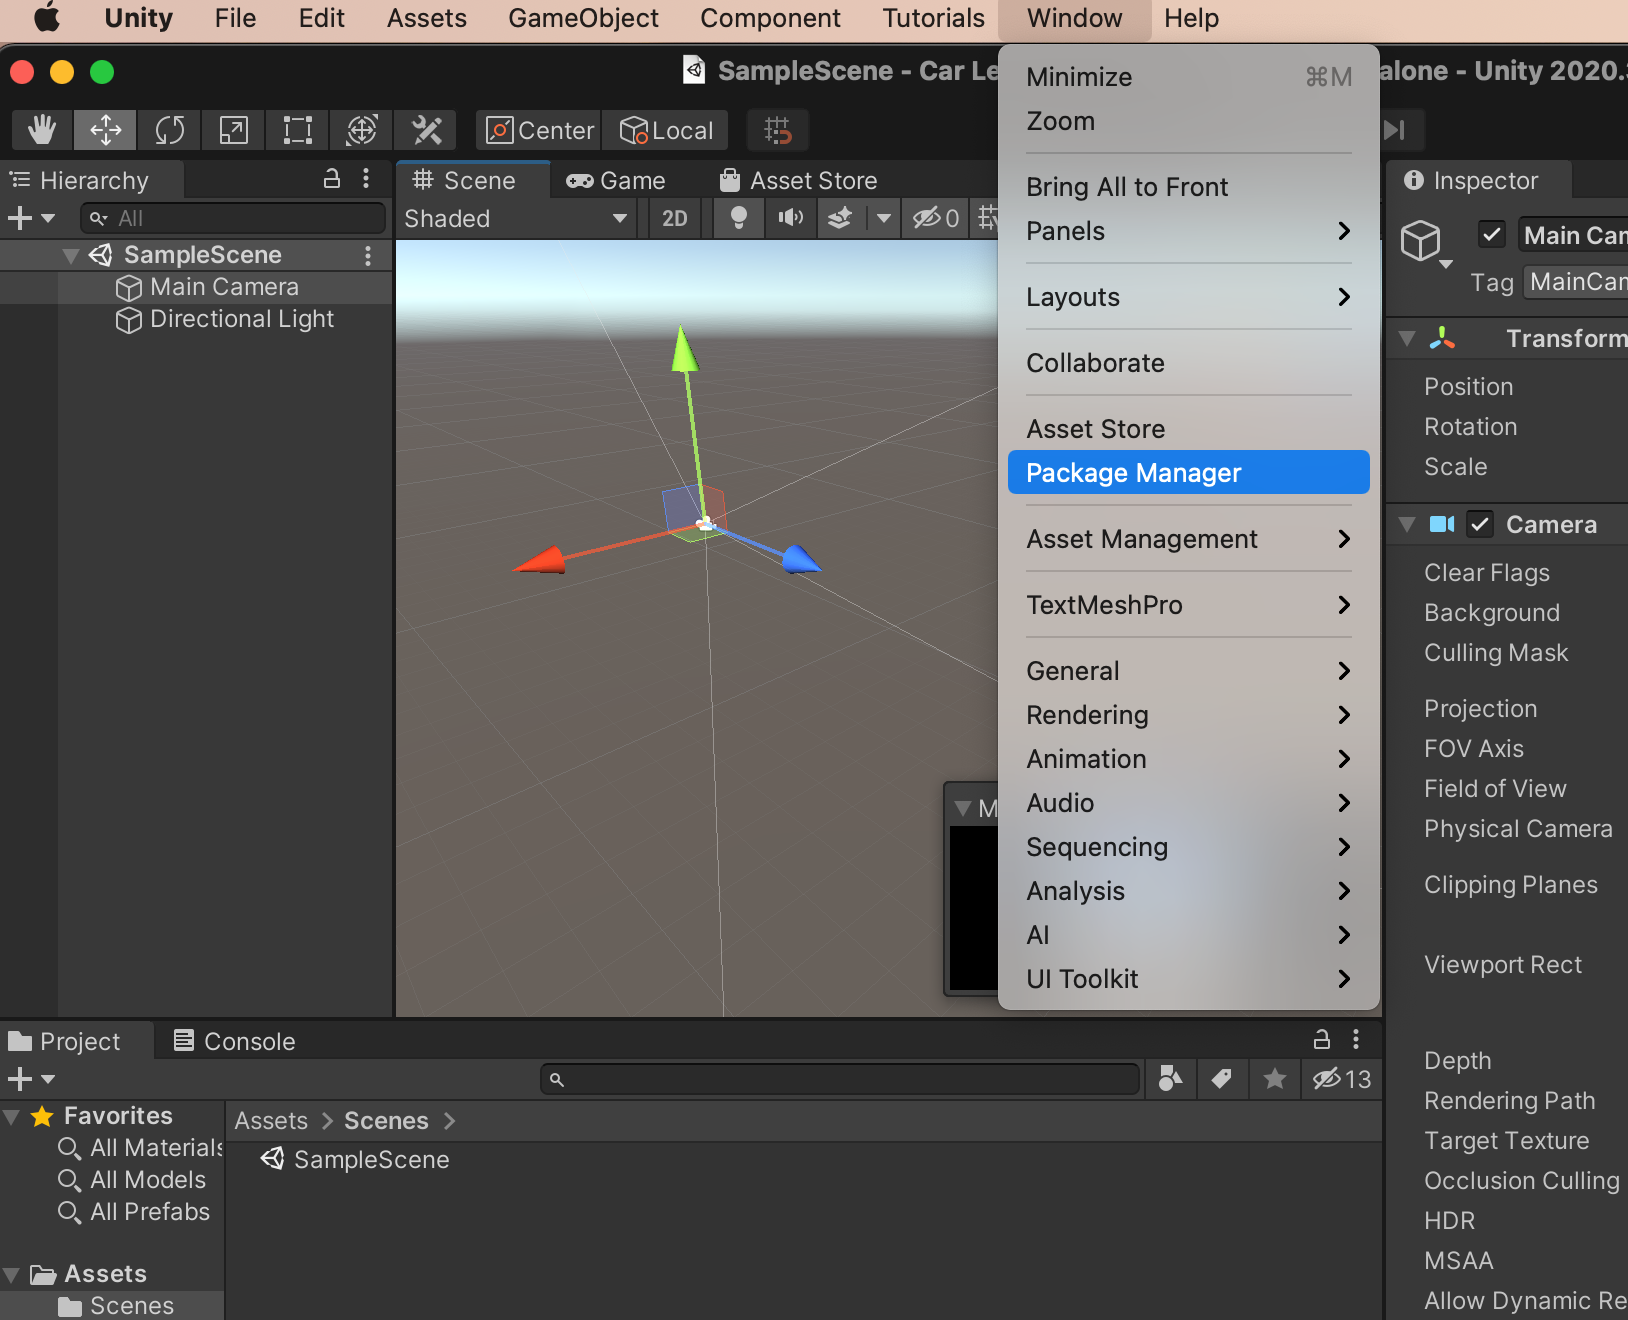 Unity File Edit Assets GameObject Component Tutorials Window Help
SampleScene - Car Le
alone - Unity 2020.
Center Local
Hierarchy
All
SampleScene
Main Camera
Directional Light
Scene Game Asset Store
Shaded 2D 0
Minimize ⌘M
Zoom
Bring All to Front
Panels
Layouts
Collaborate
Asset Store
Package Manager
Asset Management
TextMeshPro
General
Rendering
Animation
Audio
Sequencing
Analysis
AI
UI Toolkit
M
Inspector
Main Cam
Tag MainCam
Transform
Position
Rotation
Scale
Camera
Clear Flags
Background
Culling Mask
Projection
FOV Axis
Field of View
Physical Camera
Clipping Planes
Viewport Rect
Depth
Rendering Path
Target Texture
Occlusion Culling
HDR
MSAA
Allow Dynamic Re
Project Console
13
Favorites
All Materials
All Models
All Prefabs
Assets
Scenes
Assets > Scenes >
SampleScene